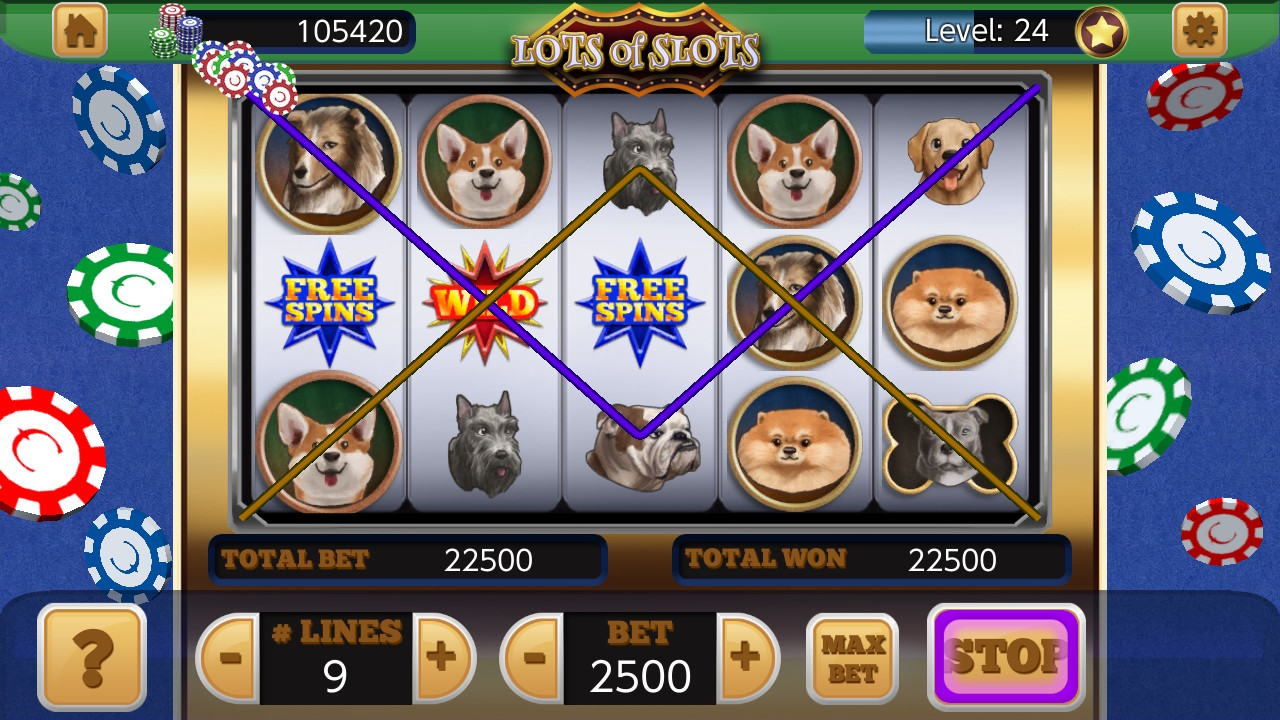 105420
LOTS of SLOTS
Level: 24
FREE SPINS
WILD
FREE SPINS
TOTAL BET 22500
TOTAL WON 22500
# LINES
9
BET
2500
MAX BET
STOP
?